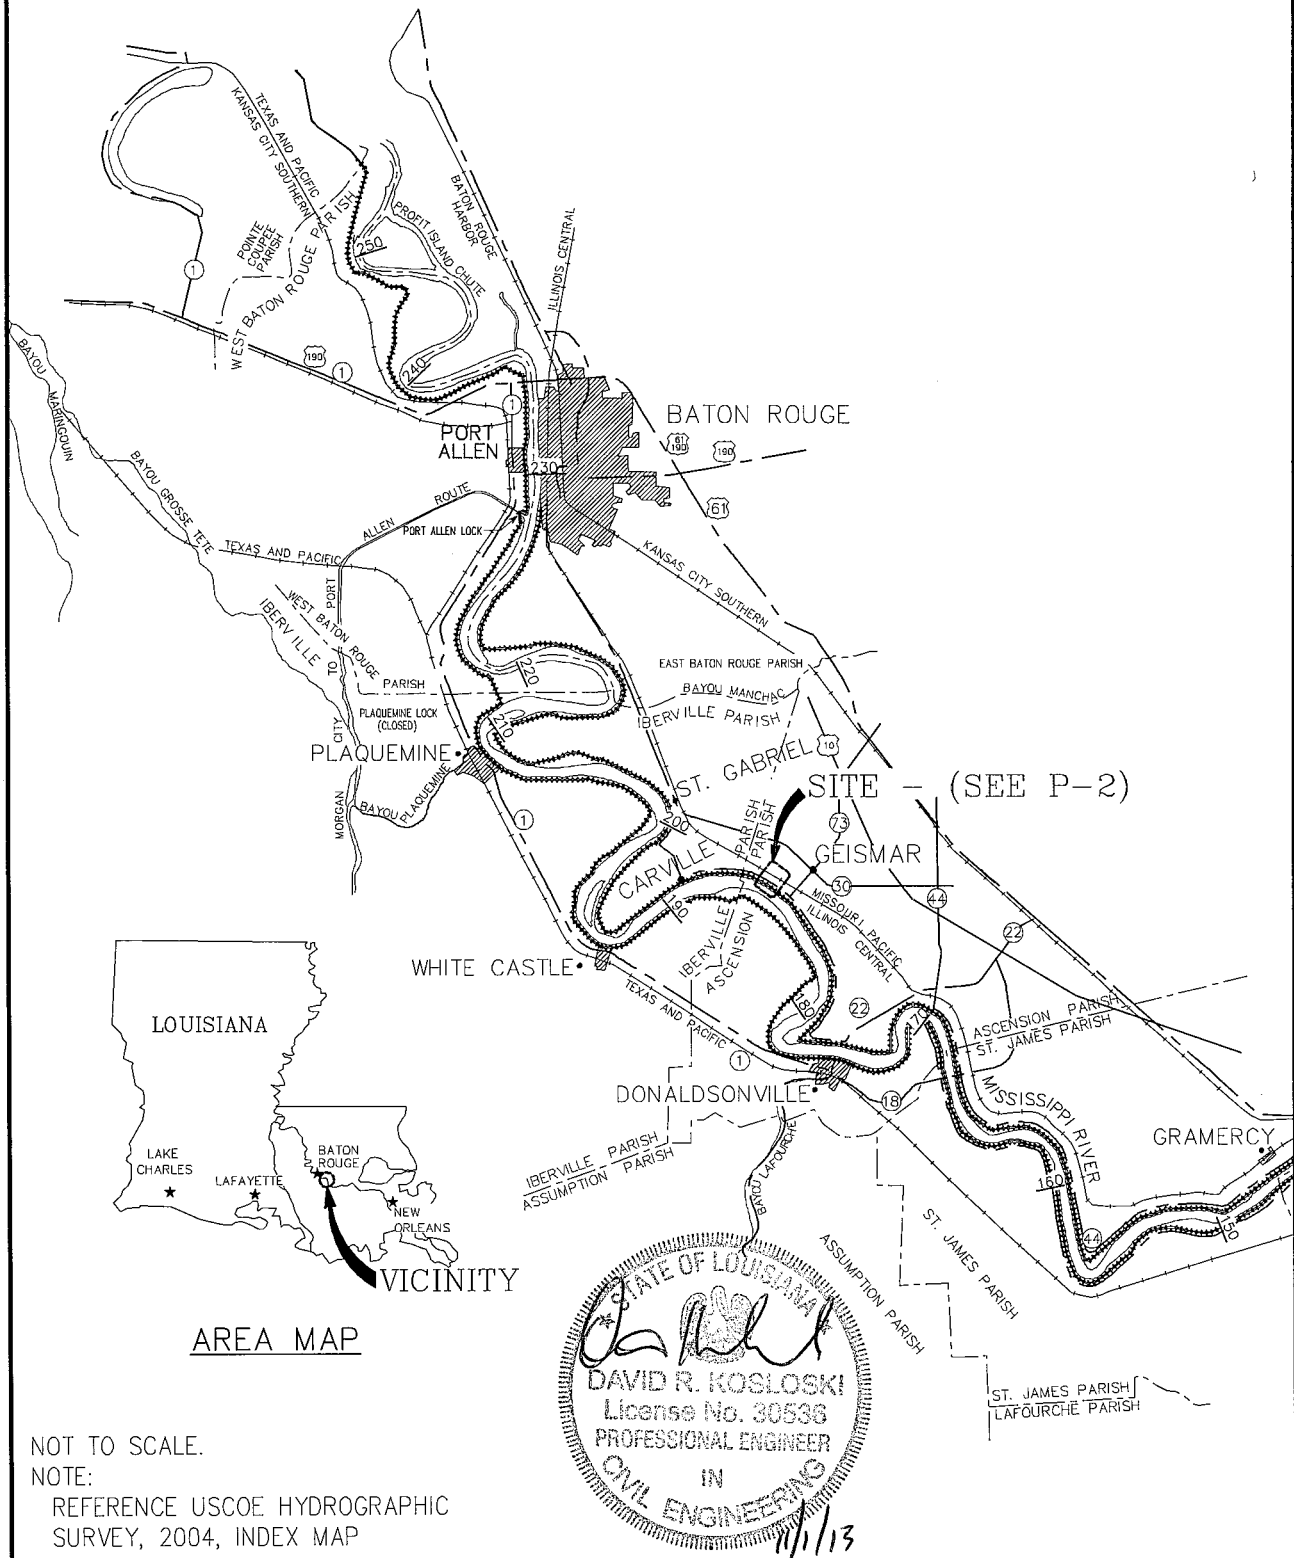 TEXAS AND PACIFIC
KANSAS CITY SOUTHERN
POINTE
COUPEE
PARISH
WEST BATON ROUGE PARISH
1
250
PROFIT ISLAND CHUTE
BATON ROUGE
HARBOR
ILLINOIS CENTRAL
190
1
240
BAYOU MARINGOUIN
BAYOU GROSSE TETE
1
PORT
ALLEN
230
BATON ROUGE
61
190
190
61
PORT ALLEN LOCK
MORGAN CITY TO PORT ALLEN ROUTE
TEXAS AND PACIFIC
KANSAS CITY SOUTHERN
WEST BATON ROUGE PARISH
IBERVILLE
220
EAST BATON ROUGE PARISH
BAYOU MANCHAC
IBERVILLE PARISH
PLAQUEMINE LOCK
(CLOSED)
210
PLAQUEMINE
BAYOU PLAQUEMINE
ST. GABRIEL
10
SITE - (SEE P-2)
1
200
PARISH
PARISH
73
GEISMAR
CARVILLE
30
MISSOURI PACIFIC
ILLINOIS CENTRAL
44
22
190
IBERVILLE
ASCENSION
WHITE CASTLE
TEXAS AND PACIFIC
180
22
170
ASCENSION PARISH
ST. JAMES PARISH
1
DONALDSONVILLE
18
MISSISSIPPI RIVER
GRAMERCY
IBERVILLE PARISH
ASSUMPTION PARISH
BAYOU LAFOURCHE
160
44
150
ASSUMPTION PARISH
ST. JAMES PARISH
ST. JAMES PARISH
LAFOURCHE PARISH
LOUISIANA
LAKE
CHARLES
LAFAYETTE
BATON
ROUGE
NEW
ORLEANS
VICINITY
AREA MAP
STATE OF LOUISIANA
DAVID R. KOSLOSKI
License No. 30536
PROFESSIONAL ENGINEER
IN
CIVIL ENGINEERING
11/1/13
NOT TO SCALE.
NOTE:
REFERENCE USCOE HYDROGRAPHIC
SURVEY, 2004, INDEX MAP